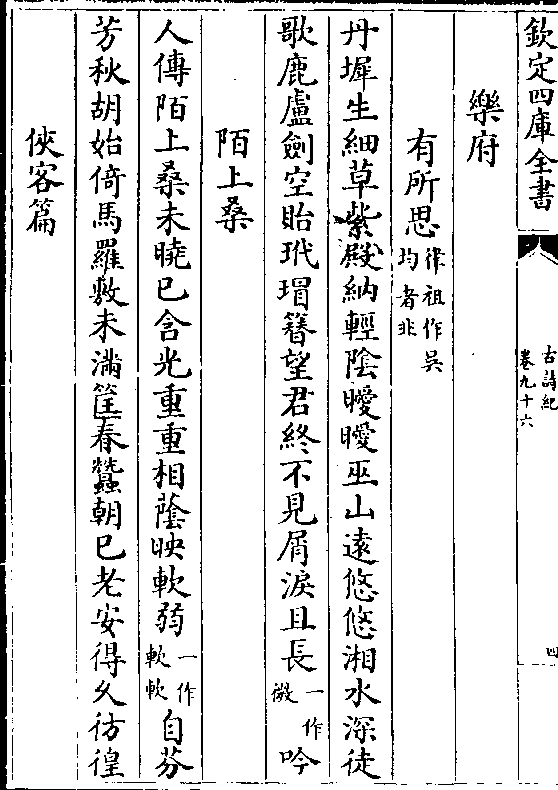 欽定四庫全書
古詩紀
卷九十六
四
樂府
有所思律祖作吳均者非
丹墀生細草紫殿納輕陰曖曖巫山遠悠悠湘水深徒
歌鹿盧劍空貽玳瑁簪望君終不見屑淚且長一作微吟
陌上桑
人傳陌上桑未曉已含光重重相蔭映軟弱一作軟軟自芬
芳秋胡始倚馬羅敷未滿筐春蠶朝已老安得久彷徨
俠客篇